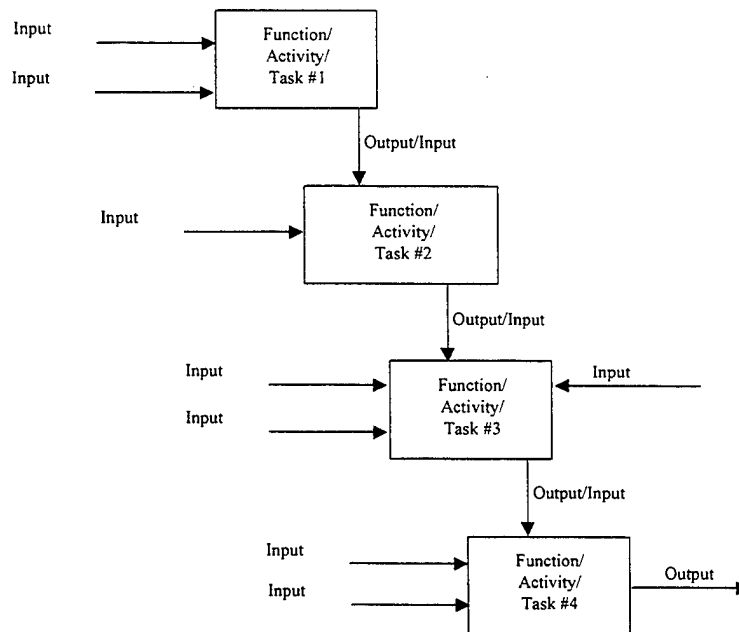 Input
Function/
Activity/
Task #1
Input
Output/Input
Input
Function/
Activity/
Task #2
Output/Input
Input
Function/
Activity/
Task #3
Input
Input
Output/Input
Input
Function/
Activity/
Task #4
Output
Input